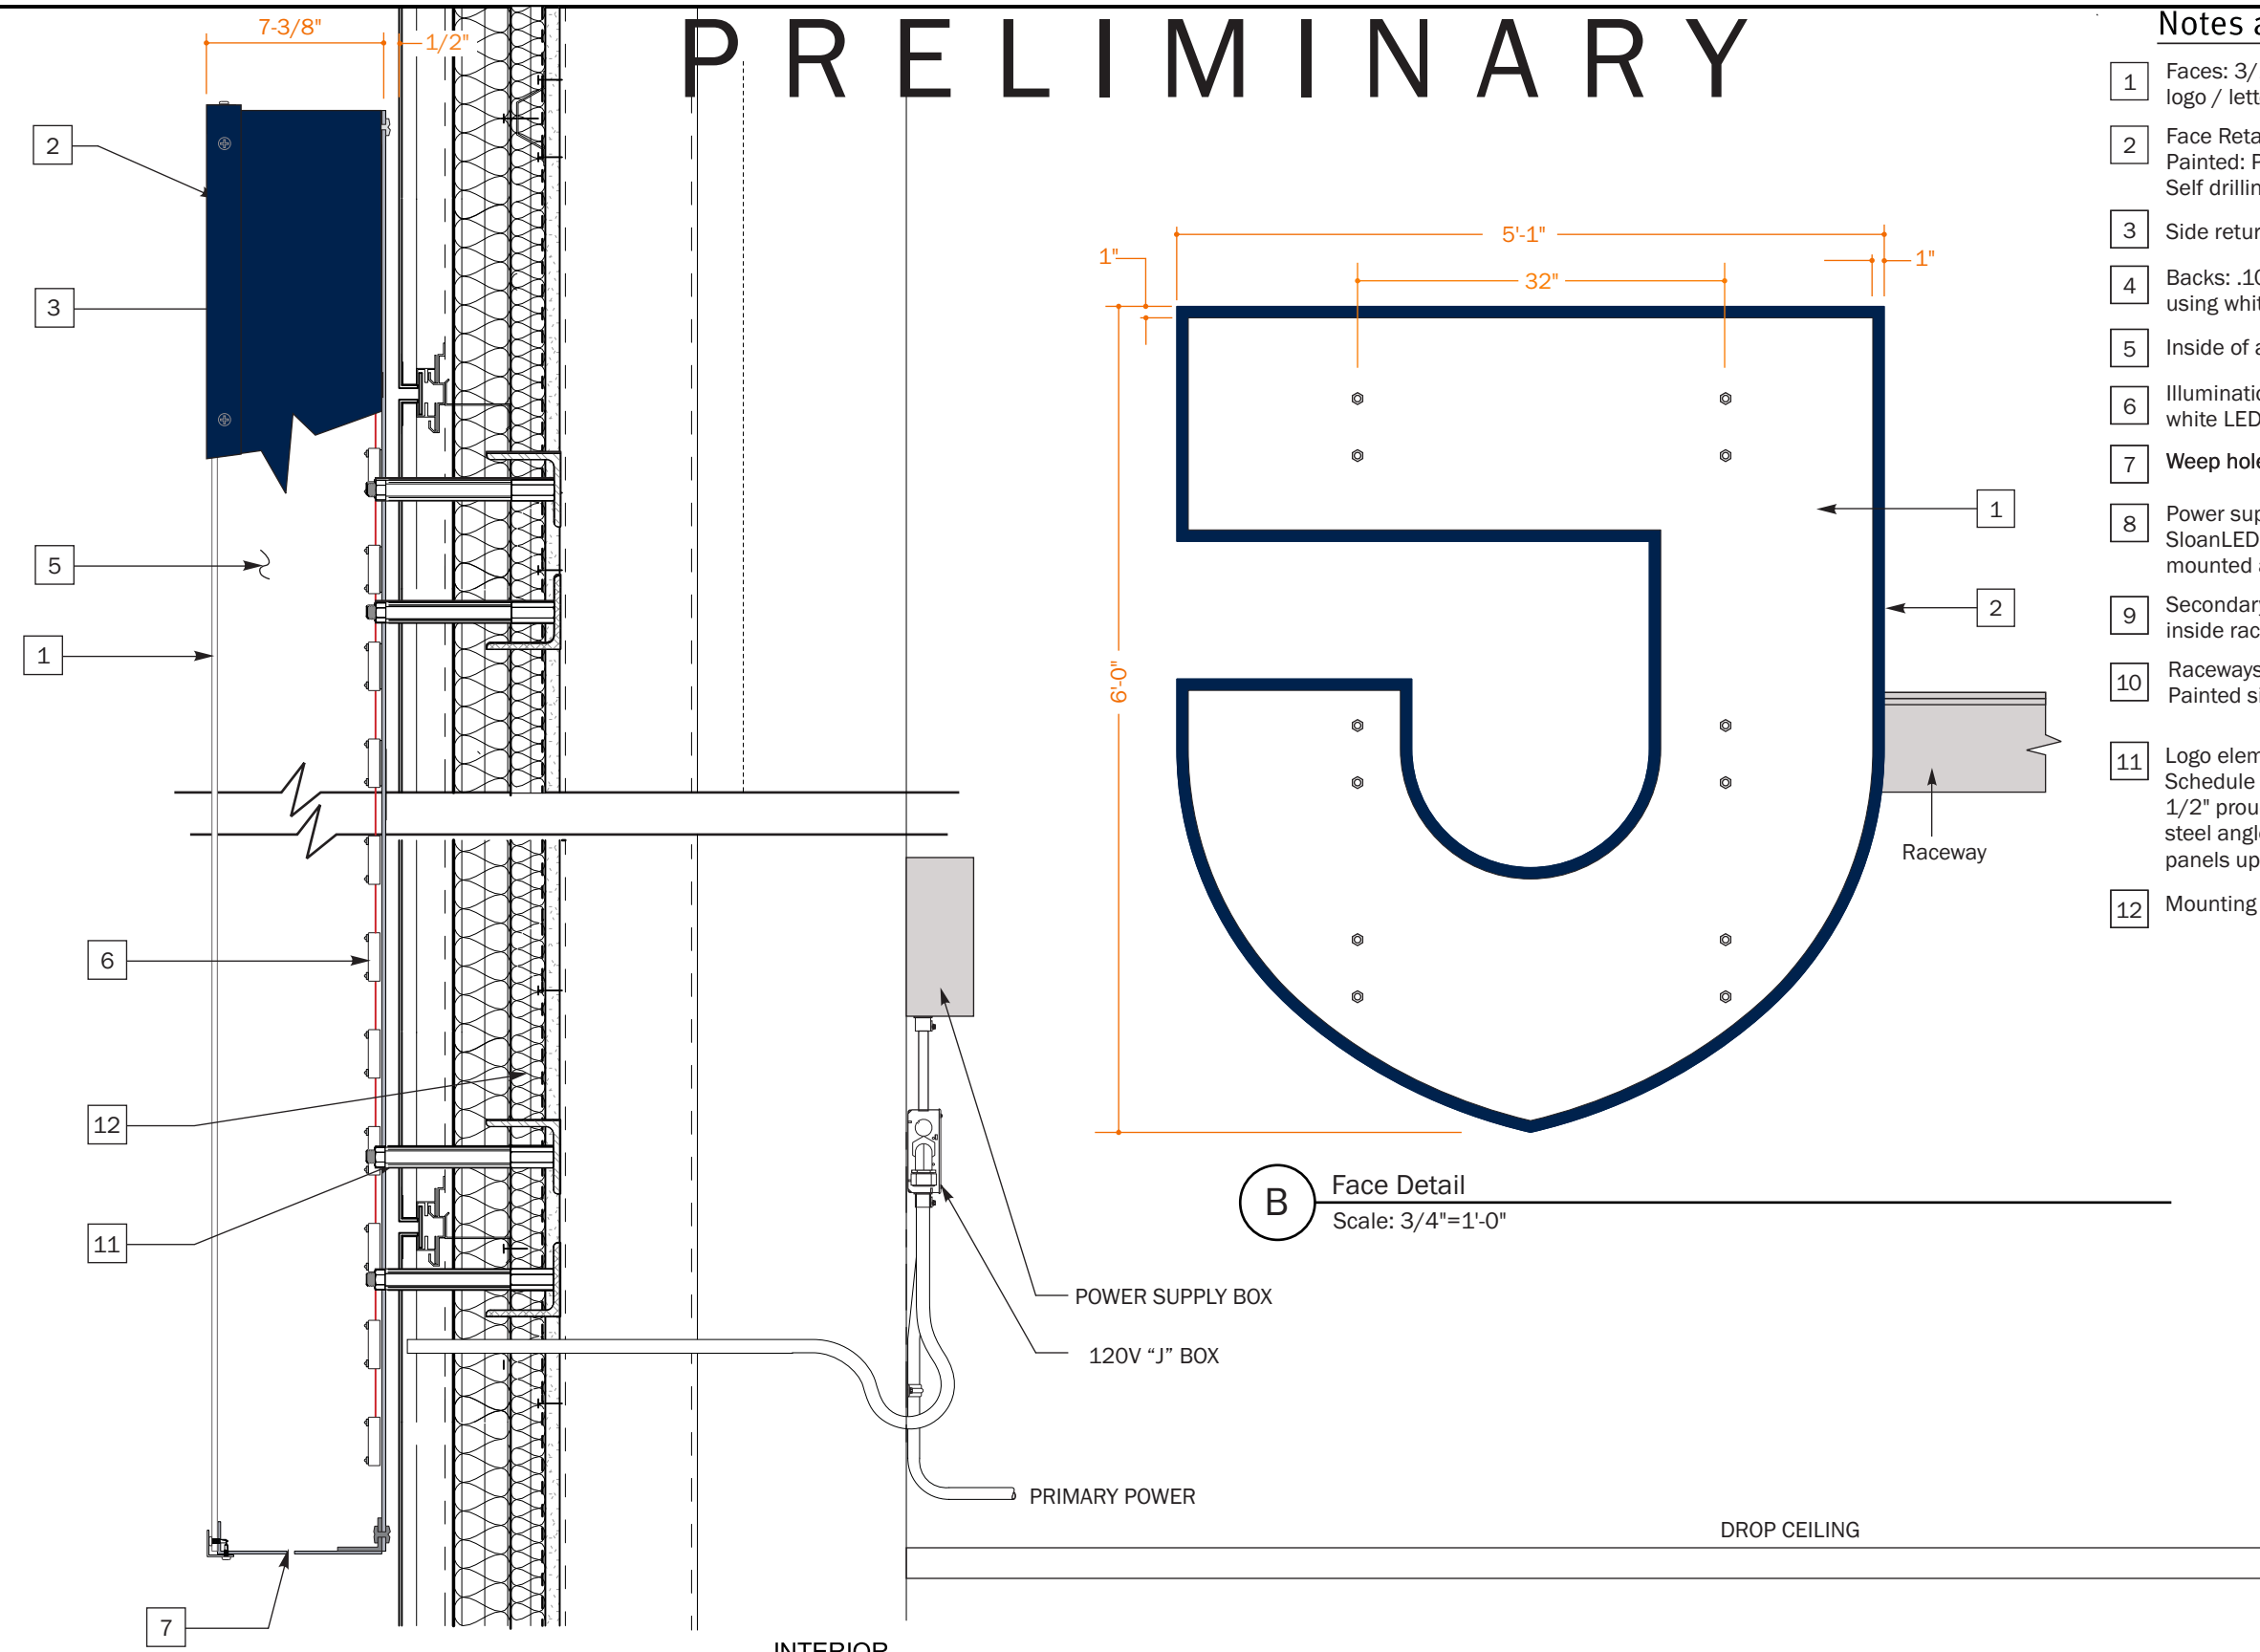 PRELIMINARY
7-3/8"
1/2"
2
3
5
1
6
12
11
7
POWER SUPPLY BOX
120V “J” BOX
PRIMARY POWER
DROP CEILING
INTERIOR
5'-1"
32"
1"
1"
6'-0"
1
2
Raceway
B
Face Detail
Scale: 3/4"=1'-0"
Notes
1 Faces: 3/
logo / lett
2 Face Reta
Painted: P
Self drillin
3 Side retur
4 Backs: .10
using whit
5 Inside of a
6 Illuminatio
white LED
7 Weep hole
8 Power sup
SloanLED
mounted a
9 Secondary
inside rac
10 Raceways
Painted si
11 Logo elem
Schedule
1/2" prou
steel angle
panels up
12 Mounting